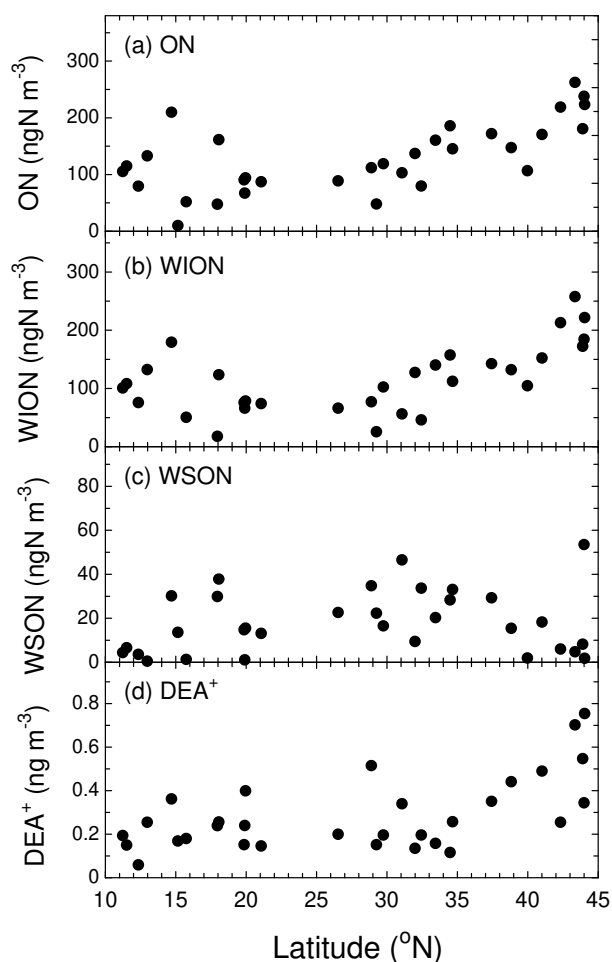 (a) ON
300
200
100
0
ON (ngN m⁻³)
(b) WION
300
200
100
0
WION (ngN m⁻³)
(c) WSON
80
60
40
20
0
WSON (ngN m⁻³)
(d) DEA⁺
0.8
0.6
0.4
0.2
0
DEA⁺ (ng m⁻³)
10 15 20 25 30 35 40 45
Latitude (°N)